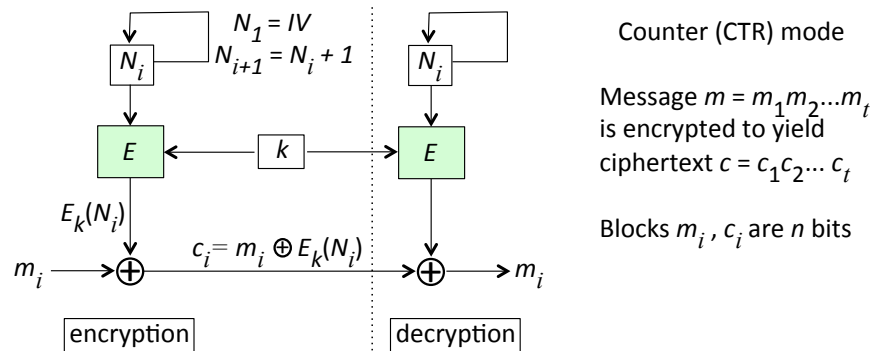 N₁ = IV
Nᵢ₊₁ = Nᵢ + 1
Nᵢ
Nᵢ
E
k
E
Eₖ(Nᵢ)
cᵢ = mᵢ ⊕ Eₖ(Nᵢ)
mᵢ
mᵢ
encryption
decryption
Counter (CTR) mode
Message m = m₁m₂...mₜ
is encrypted to yield
ciphertext c = c₁c₂... cₜ
Blocks mᵢ , cᵢ are n bits